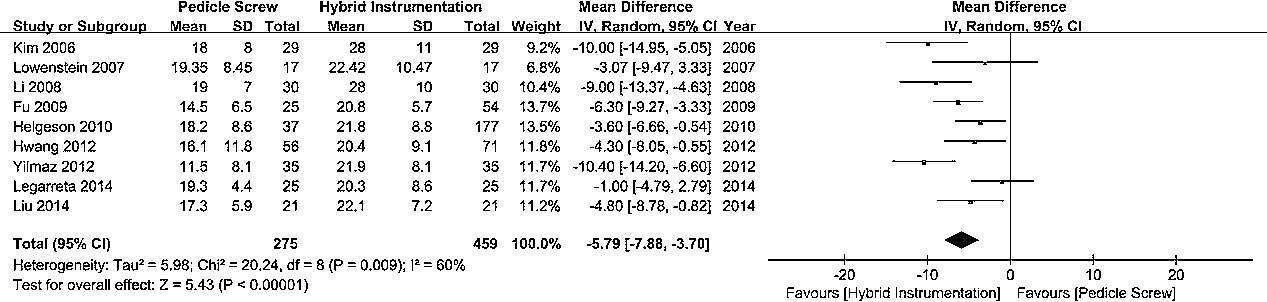 Pedicle Screw Hybrid Instrumentation Mean Difference Mean Difference
Study or Subgroup Mean SD Total Mean SD Total Weight IV, Random, 95% CI Year IV, Random, 95% CI
Kim 2006 18 8 29 28 11 29 9.2% -10.00 [-14.95, -5.05] 2006
Lowenstein 2007 19.35 8.45 17 22.42 10.47 17 6.8% -3.07 [-9.47, 3.33] 2007
Li 2008 19 7 30 28 10 30 10.4% -9.00 [-13.37, -4.63] 2008
Fu 2009 14.5 6.5 25 20.8 5.7 54 13.7% -6.30 [-9.27, -3.33] 2009
Helgeson 2010 18.2 8.6 37 21.8 8.8 177 13.5% -3.60 [-6.66, -0.54] 2010
Hwang 2012 16.1 11.8 56 20.4 9.1 71 11.8% -4.30 [-8.05, -0.55] 2012
Yilmaz 2012 11.5 8.1 35 21.9 8.1 35 11.7% -10.40 [-14.20, -6.60] 2012
Legarreta 2014 19.3 4.4 25 20.3 8.6 25 11.7% -1.00 [-4.79, 2.79] 2014
Liu 2014 17.3 5.9 21 22.1 7.2 21 11.2% -4.80 [-8.78, -0.82] 2014
Total (95% CI) 275 459 100.0% -5.79 [-7.88, -3.70]
Heterogeneity: Tau² = 5.98; Chi² = 20.24, df = 8 (P = 0.009); I² = 60%
Test for overall effect: Z = 5.43 (P < 0.00001)
-20 -10 0 10 20
Favours [Hybrid Instrumentation] Favours [Pedicle Screw]